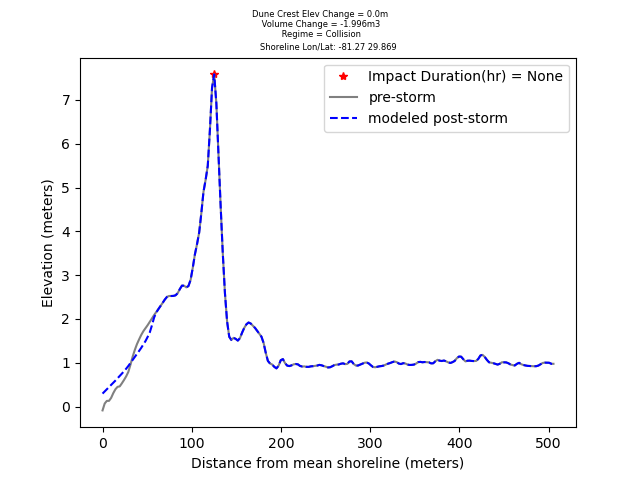 Dune Crest Elev Change = 0.0m
Volume Change = -1.996m3
Regime = Collision
Shoreline Lon/Lat: -81.27 29.869
Impact Duration(hr) = None
pre-storm
modeled post-storm
7
6
5
4
3
2
1
0
Elevation (meters)
0 100 200 300 400 500
Distance from mean shoreline (meters)